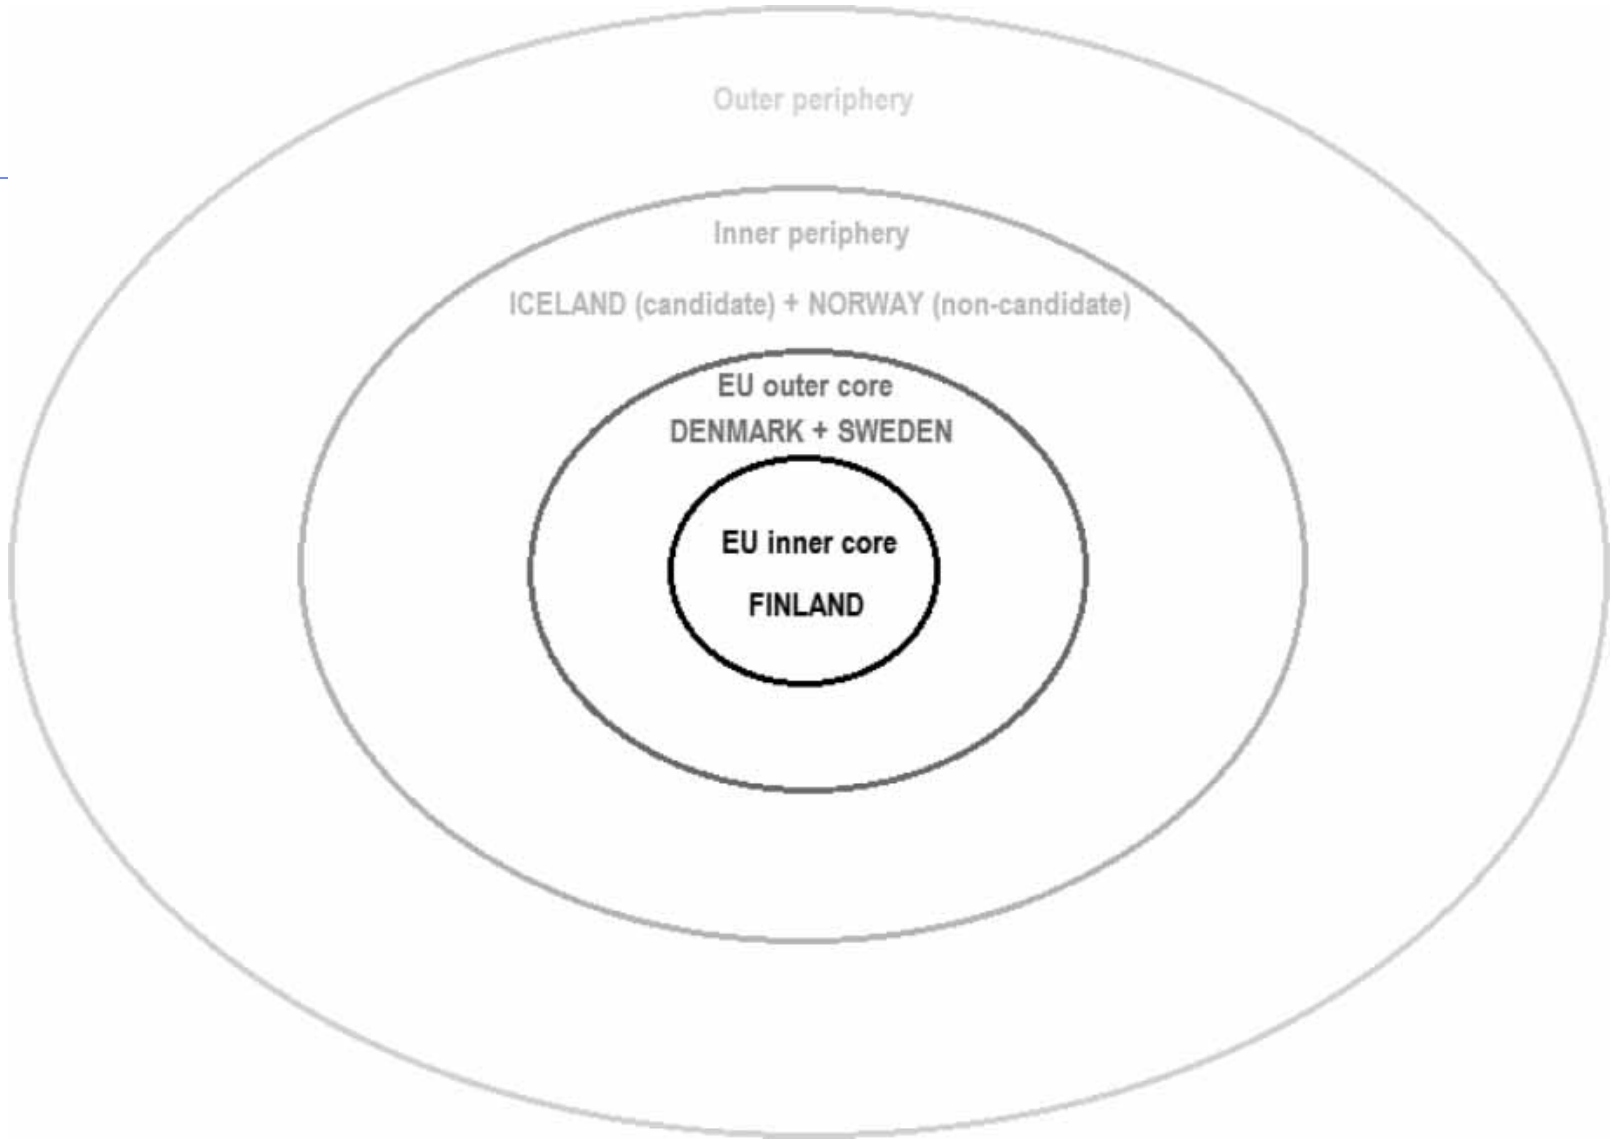 Outer periphery
Inner periphery
ICELAND (candidate) + NORWAY (non-candidate)
EU outer core
DENMARK + SWEDEN
EU inner core
FINLAND